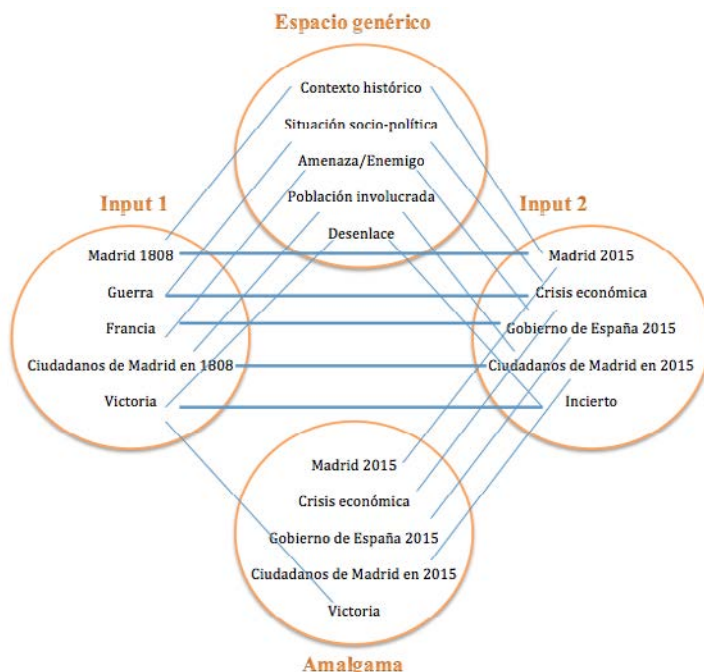 Espacio genérico
Contexto histórico
Situación socio-política
Amenaza/Enemigo
Población involucrada
Desenlace
Input 1
Madrid 1808
Guerra
Francia
Ciudadanos de Madrid en 1808
Victoria
Input 2
Madrid 2015
Crisis económica
Gobierno de España 2015
Ciudadanos de Madrid en 2015
Incierto
Madrid 2015
Crisis económica
Gobierno de España 2015
Ciudadanos de Madrid en 2015
Victoria
Amalgama